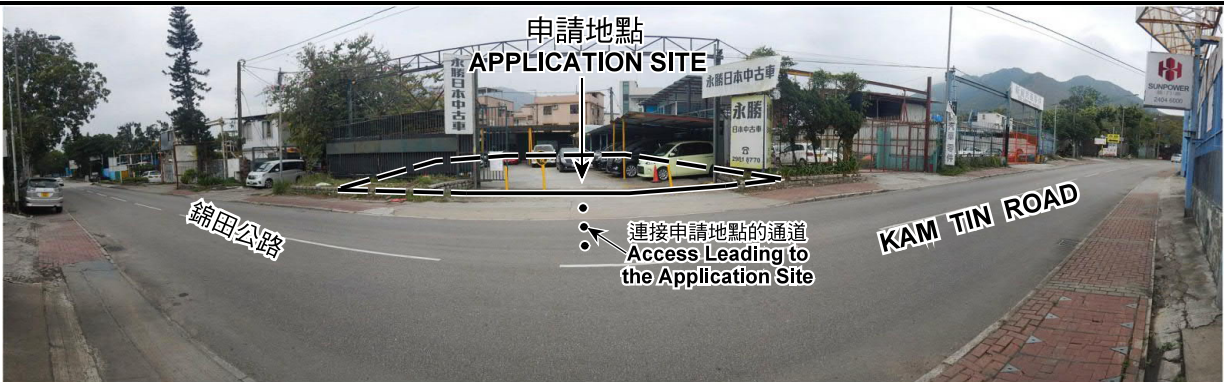 申請地點
APPLICATION SITE
永勝日本中古車
永勝日本中古車
永勝
日本中古車
SUNPOWER
錦田公路
連接申請地點的通道
Access Leading to
the Application Site
KAM TIN ROAD